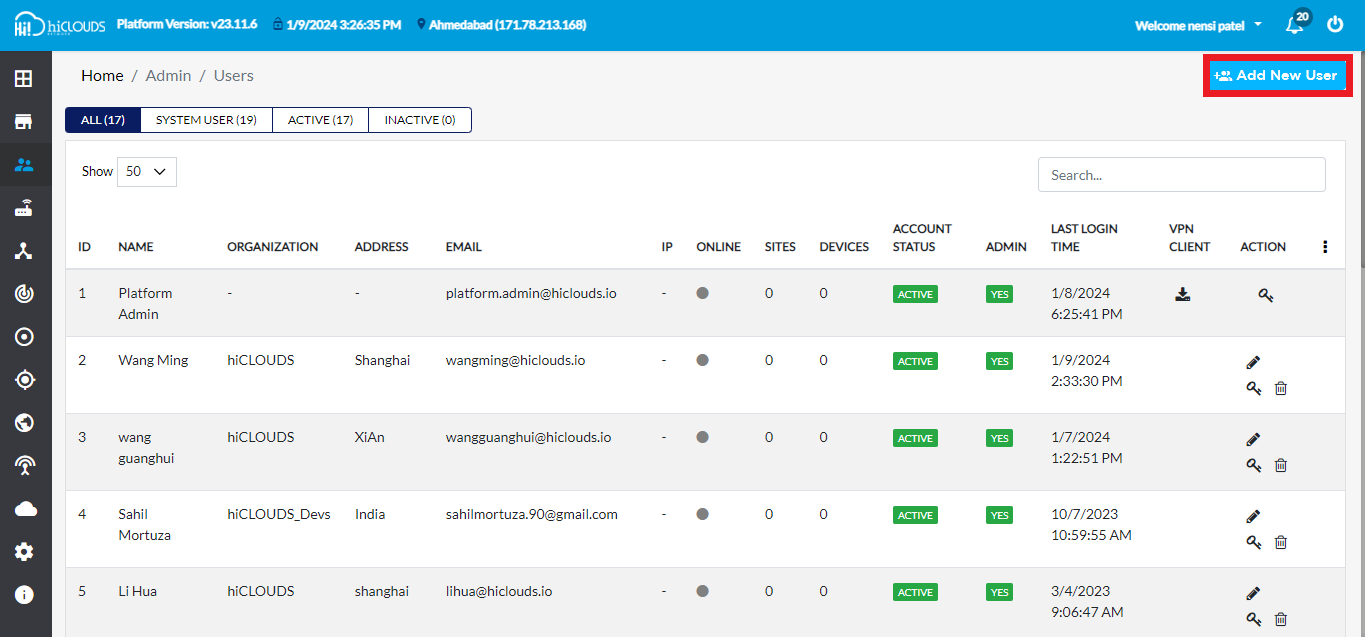 hiCLOUDS
NETWORK
Platform Version: v23.11.6
1/9/2024 3:26:35 PM
Ahmedabad (171.78.213.168)
Welcome nensi patel
20
Home / Admin / Users
Add New User
ALL (17) SYSTEM USER (19) ACTIVE (17) INACTIVE (0)
Show 50
Search...
ID NAME ORGANIZATION ADDRESS EMAIL IP ONLINE SITES DEVICES ACCOUNT STATUS ADMIN LAST LOGIN TIME VPN CLIENT ACTION
1 Platform Admin - - platform.admin@hiclouds.io - 0 0 ACTIVE YES 1/8/2024 6:25:41 PM
2 Wang Ming hiCLOUDS Shanghai wangming@hiclouds.io - 0 0 ACTIVE YES 1/9/2024 2:33:30 PM
3 wang guanghui hiCLOUDS XiAn wangguanghui@hiclouds.io - 0 0 ACTIVE YES 1/7/2024 1:22:51 PM
4 Sahil Mortuza hiCLOUDS_Devs India sahilmortuza.90@gmail.com - 0 0 ACTIVE YES 10/7/2023 10:59:55 AM
5 Li Hua hiCLOUDS shanghai lihua@hiclouds.io - 0 0 ACTIVE YES 3/4/2023 9:06:47 AM